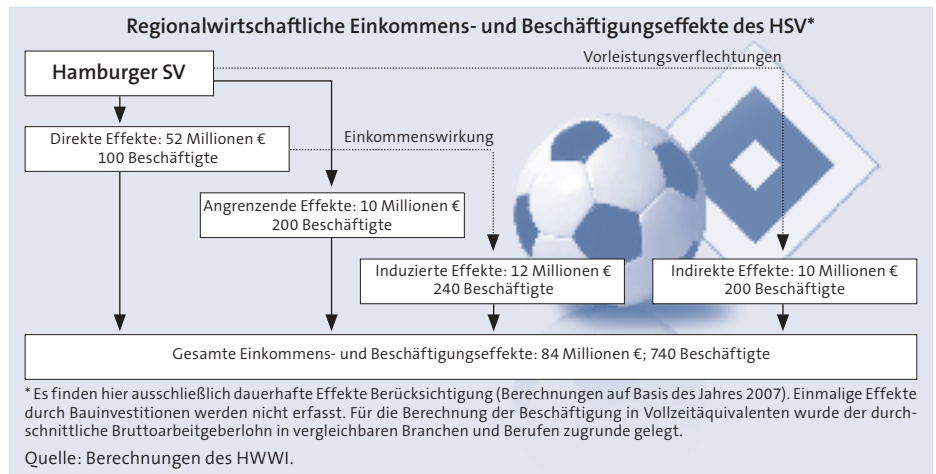 Regionalwirtschaftliche Einkommens- und Beschäftigungseffekte des HSV*
Vorleistungsverflechtungen
Hamburger SV
Direkte Effekte: 52 Millionen €
100 Beschäftigte
Einkommenswirkung
Angrenzende Effekte: 10 Millionen €
200 Beschäftigte
Induzierte Effekte: 12 Millionen €
240 Beschäftigte
Indirekte Effekte: 10 Millionen €
200 Beschäftigte
Gesamte Einkommens- und Beschäftigungseffekte: 84 Millionen €; 740 Beschäftigte
* Es finden hier ausschließlich dauerhafte Effekte Berücksichtigung (Berechnungen auf Basis des Jahres 2007). Einmalige Effekte
durch Bauinvestitionen werden nicht erfasst. Für die Berechnung der Beschäftigung in Vollzeitäquivalenten wurde der durch-
schnittliche Bruttoarbeitgeberlohn in vergleichbaren Branchen und Berufen zugrunde gelegt.
Quelle: Berechnungen des HWWI.